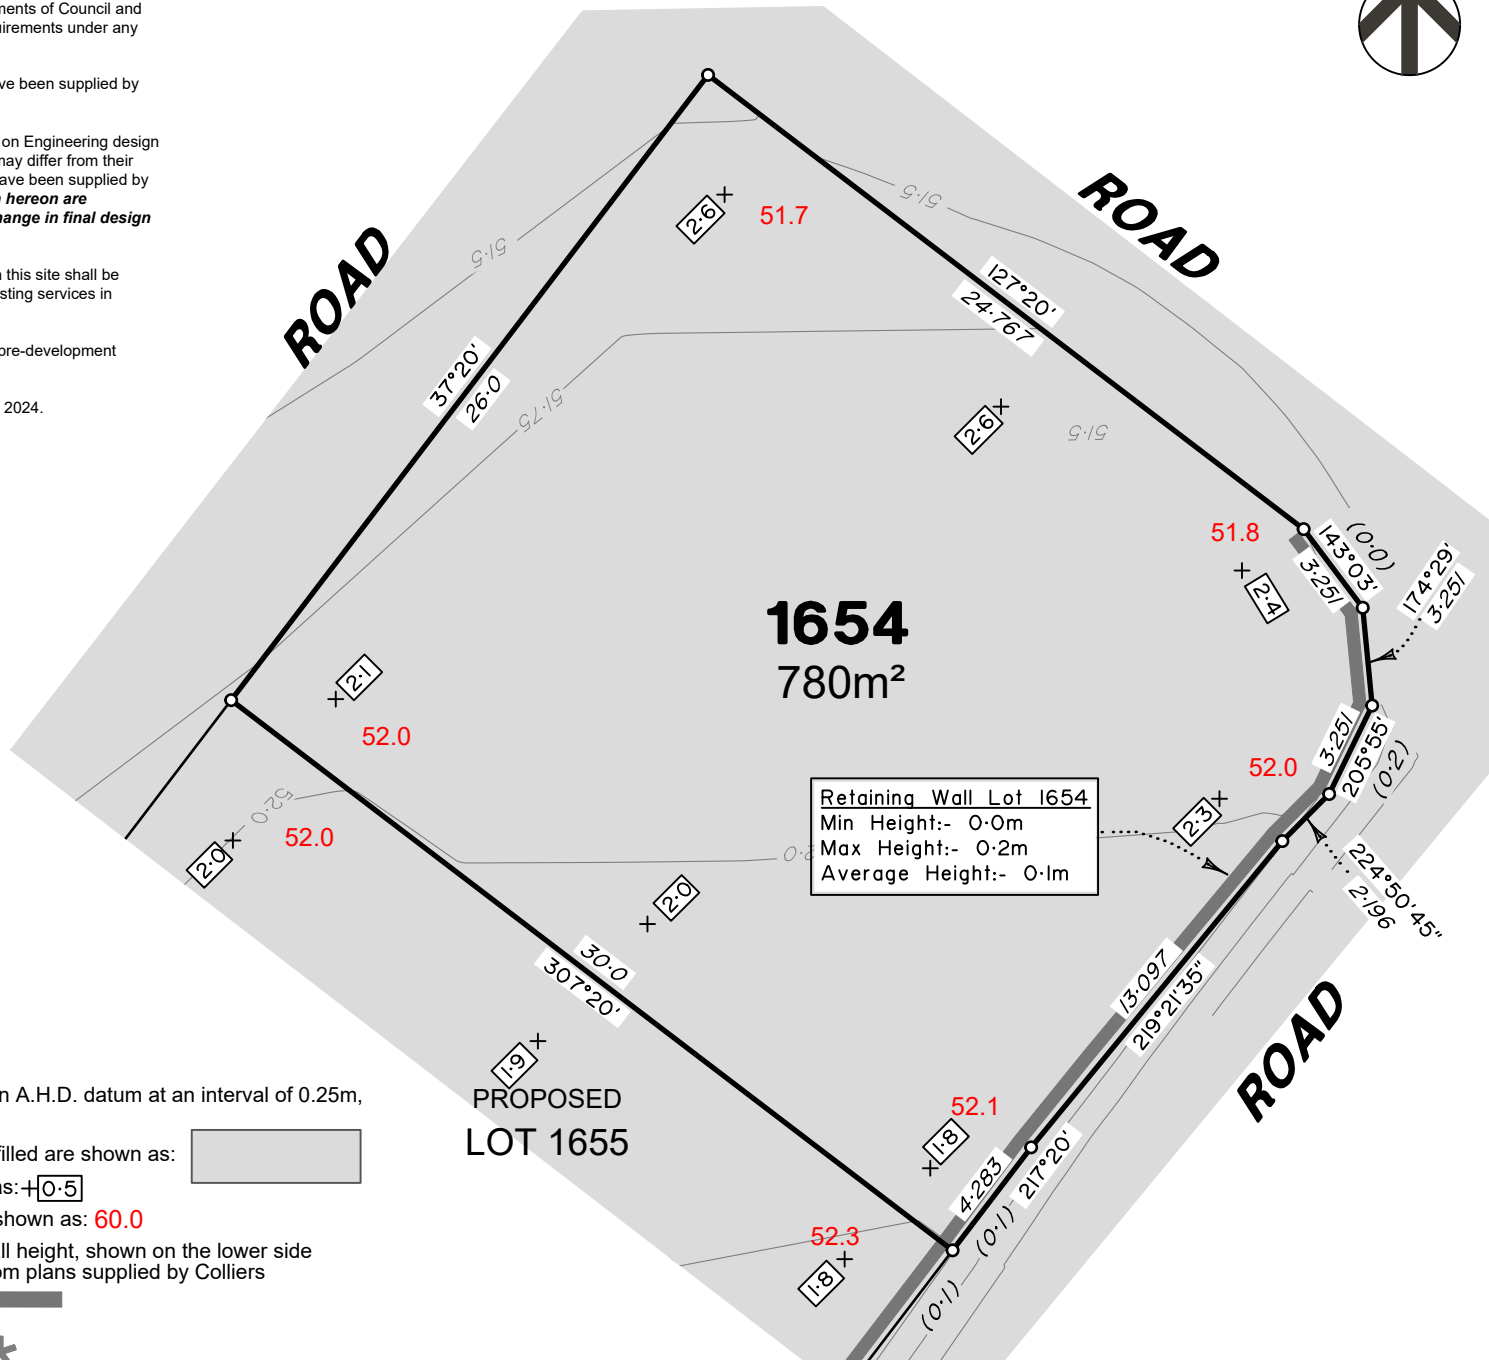 ments of Council and
uirements under any
ve been supplied by
on Engineering design
may differ from their
ave been supplied by
hereon are
hange in final design
n this site shall be
sting services in
pre-development
2024.
ROAD
ROAD
ROAD
51·5
51·5
51·5
51·75
52·0
2·6
51.7
2·6
127°20'
24·767
37°20'
26·0
51.8
2·4
143°03'
3·251
(0·0)
174°29'
3·251
1654
780m²
2·1
52.0
52.0
2·0
52.0
2·3
3·251
205°55'
(0·2)
224°50'45"
2·196
Retaining Wall Lot 1654
Min Height:- 0·0m
Max Height:- 0·2m
Average Height:- 0·1m
2·0
30·0
307°20'
13·097
219°21'35"
1·9
PROPOSED
LOT 1655
52.1
1·8
4·283
217°20'
(0·1)
(0·1)
52.3
1·8
n A.H.D. datum at an interval of 0.25m,
filled are shown as:
as:+0·5
shown as: 60.0
ll height, shown on the lower side
om plans supplied by Colliers